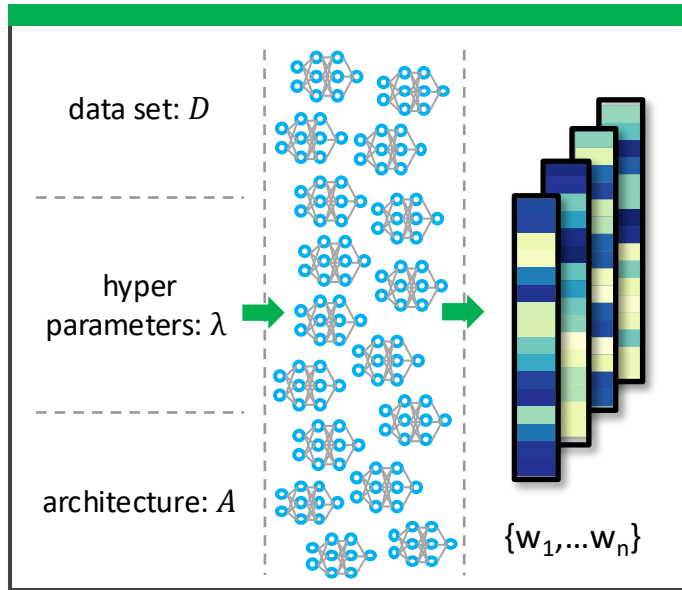 data set: D
hyper
parameters: λ
architecture: A
{w₁,...wₙ}